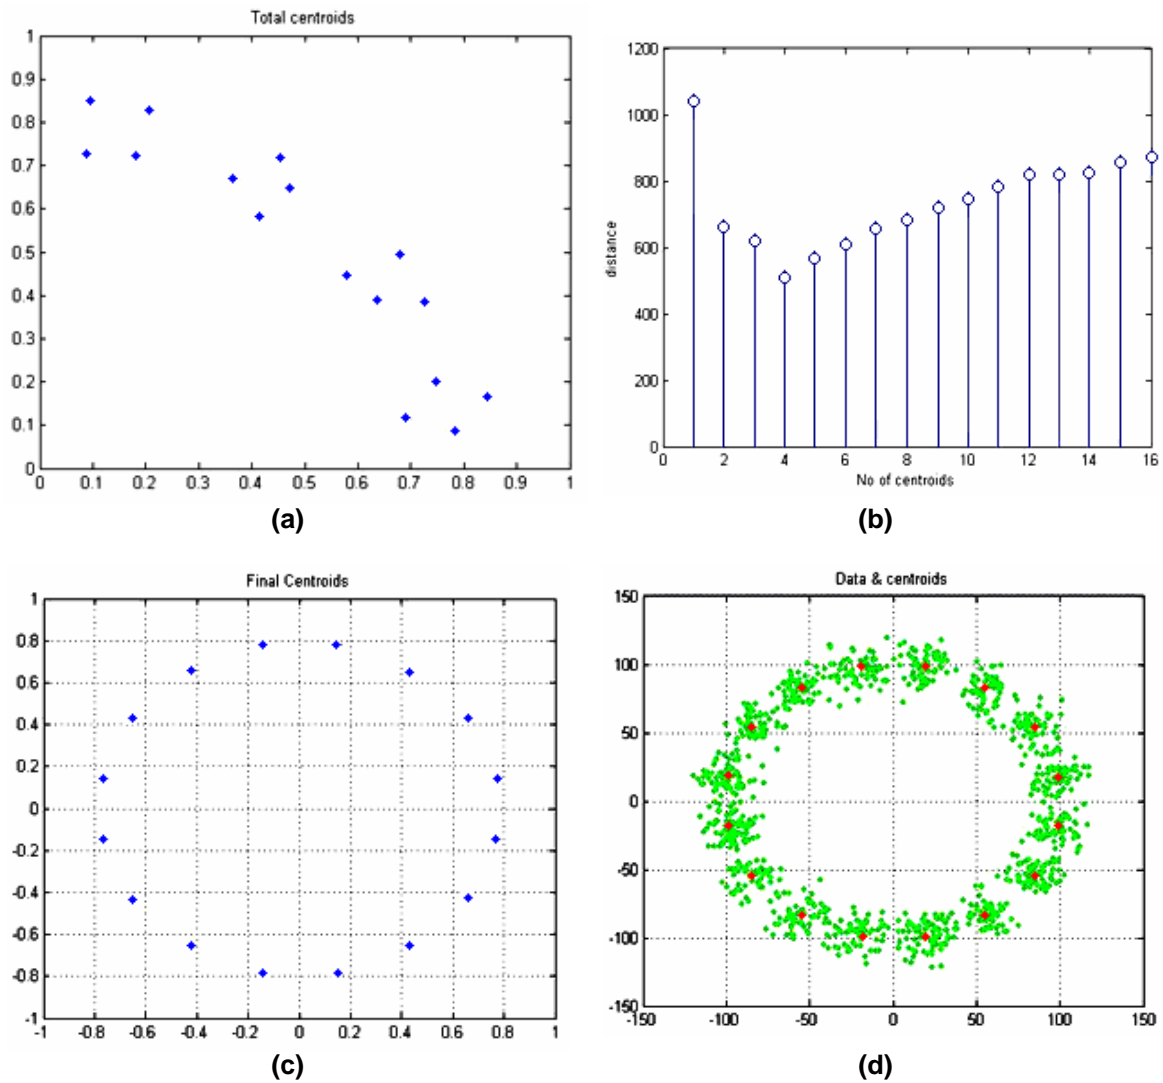 Total centroids
1
0.9
0.8
0.7
0.6
0.5
0.4
0.3
0.2
0.1
0
0 0.1 0.2 0.3 0.4 0.5 0.6 0.7 0.8 0.9 1
(a)
1200
1000
800
600
400
200
0
distance
0 2 4 6 8 10 12 14 16
No of centroids
(b)
Final Centroids
1
0.8
0.6
0.4
0.2
0
-0.2
-0.4
-0.6
-0.8
-1
-1 -0.8 -0.6 -0.4 -0.2 0 0.2 0.4 0.6 0.8 1
(c)
Data & centroids
150
100
50
0
-50
-100
-150
-150 -100 -50 0 50 100 150
(d)